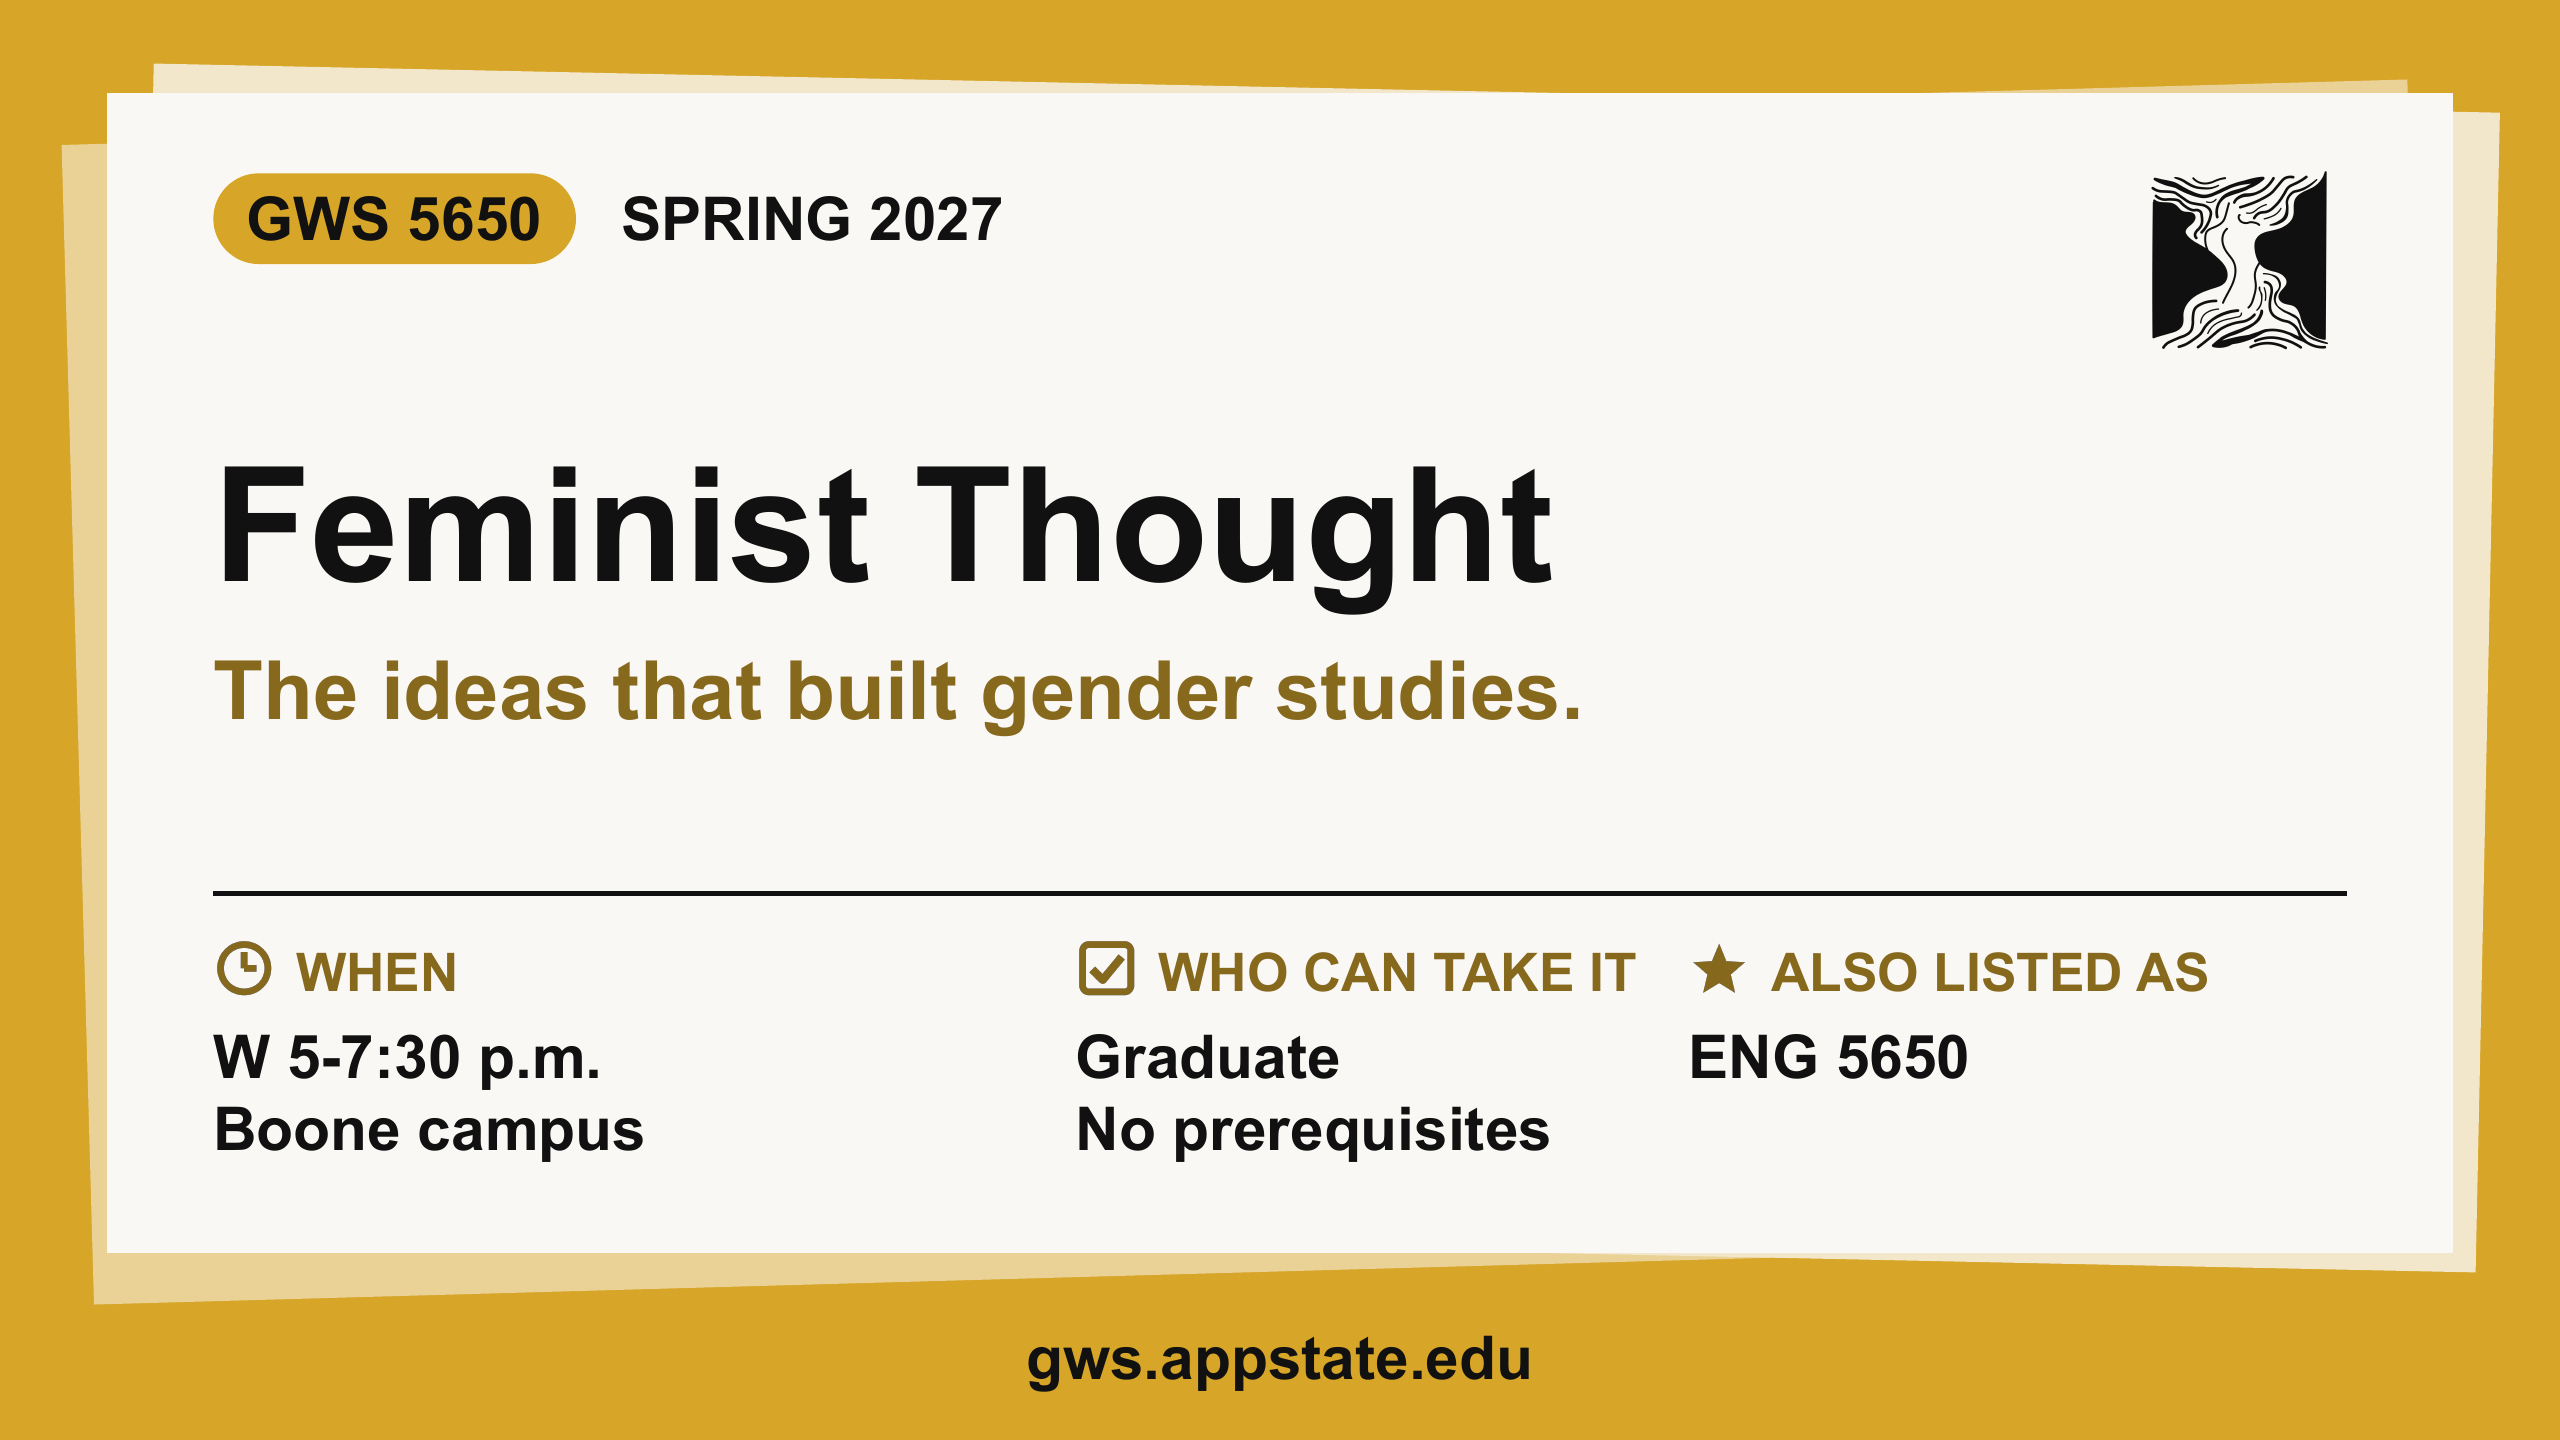 GWS 5650 SPRING 2027
Feminist Thought
The ideas that built gender studies.
WHEN
W 5-7:30 p.m.
Boone campus
WHO CAN TAKE IT
Graduate
No prerequisites
ALSO LISTED AS
ENG 5650
gws.appstate.edu